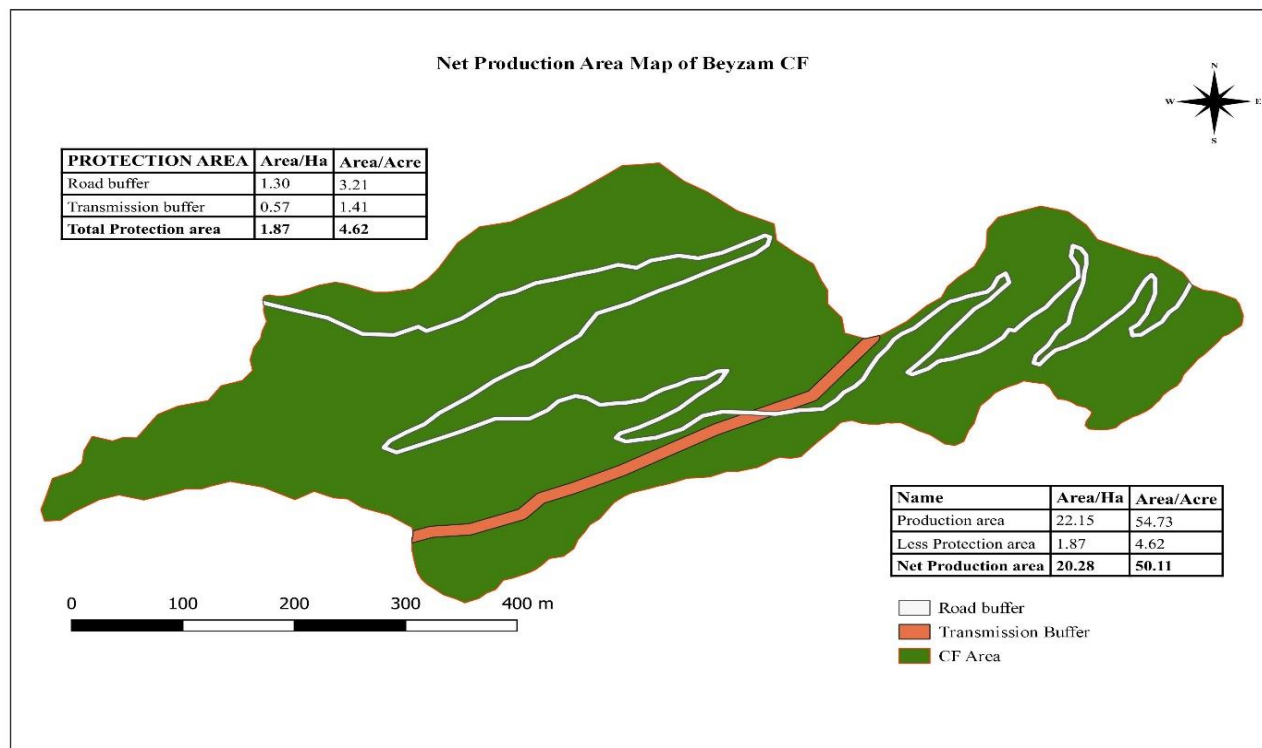 Net Production Area Map of Beyzam CF
N
W E
S
PROTECTION AREA Area/Ha Area/Acre
Road buffer 1.30 3.21
Transmission buffer 0.57 1.41
Total Protection area 1.87 4.62
Name Area/Ha Area/Acre
Production area 22.15 54.73
Less Protection area 1.87 4.62
Net Production area 20.28 50.11
0 100 200 300 400 m
Road buffer
Transmission Buffer
CF Area